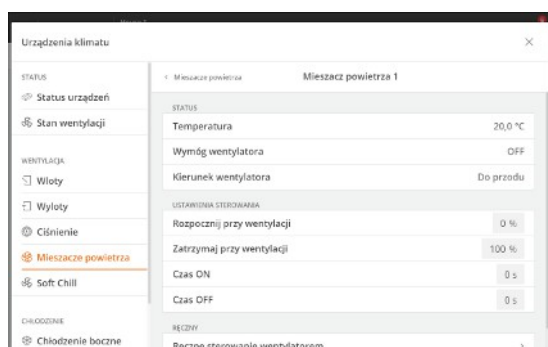 Urządzenia klimatu
STATUS
Status urządzeń
Stan wentylacji
WENTYLACJA
Wloty
Wyloty
Ciśnienie
Mieszacze powietrza
Soft Chill
CHŁODZENIE
Chłodzenie boczne
Mieszacze powietrza
Mieszacz powietrza 1
STATUS
Temperatura 20,0 °C
Wymóg wentylatora OFF
Kierunek wentylatora Do przodu
USTAWIENIA STEROWANIA
Rozpocznij przy wentylacji 0 %
Zatrzymaj przy wentylacji 100 %
Czas ON 0 s
Czas OFF 0 s
RĘCZNY
Ręczne sterowanie wentylatorem